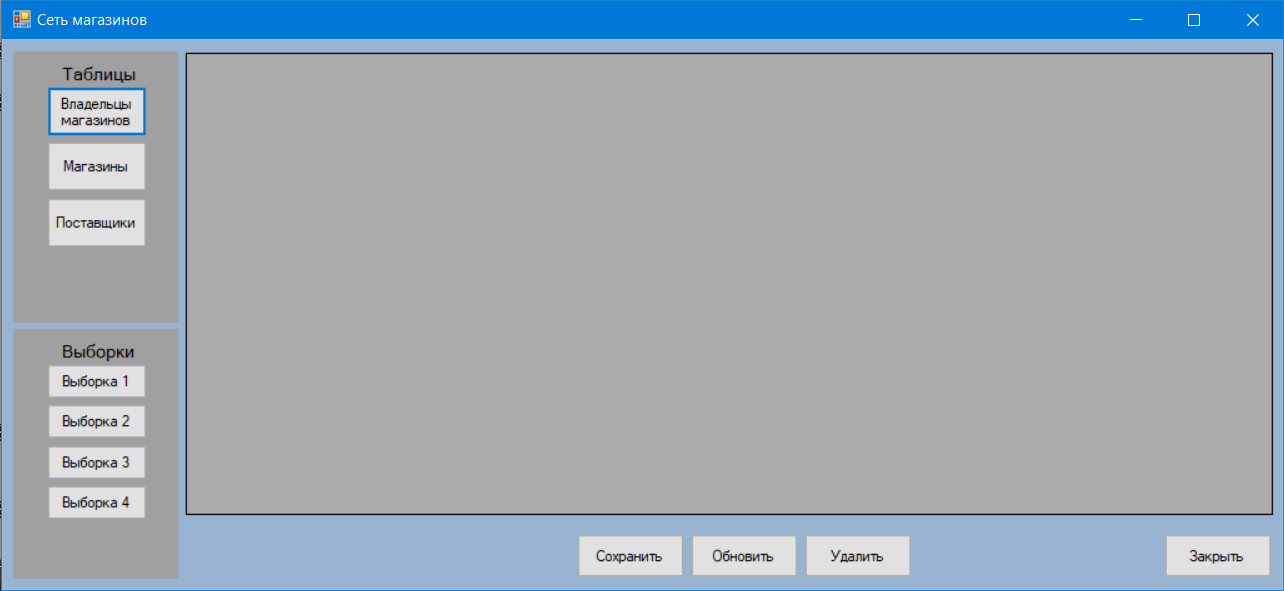 Сеть магазинов
Таблицы
Владельцы
магазинов
Магазины
Поставщики
Выборки
Выборка 1
Выборка 2
Выборка 3
Выборка 4
Сохранить
Обновить
Удалить
Закрыть